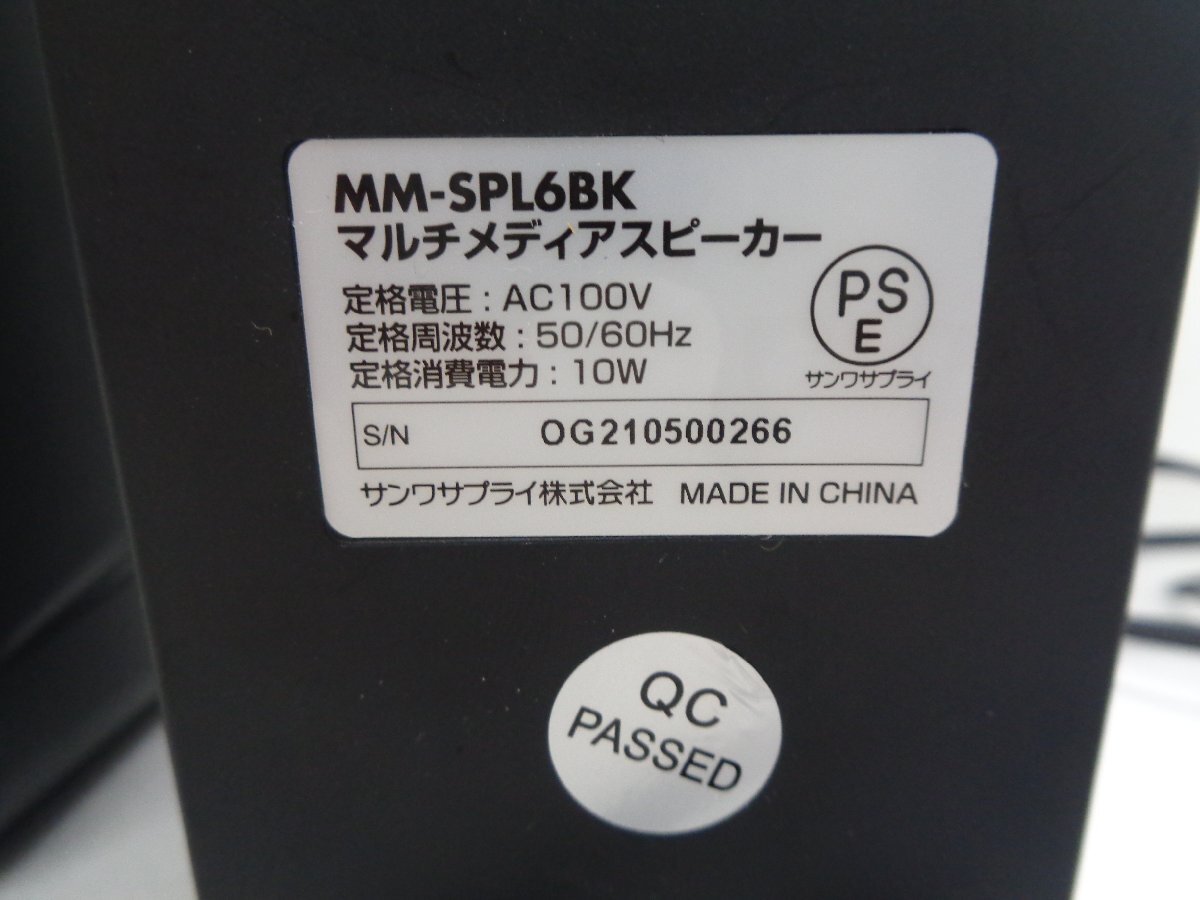 MM-SPL6BK
マルチメディアスピーカー
定格電圧：AC100V
定格周波数：50/60Hz
定格消費電力：10W
PS
E
サンワサプライ
S/N OG210500266
サンワサプライ株式会社 MADE IN CHINA
QC
PASSED